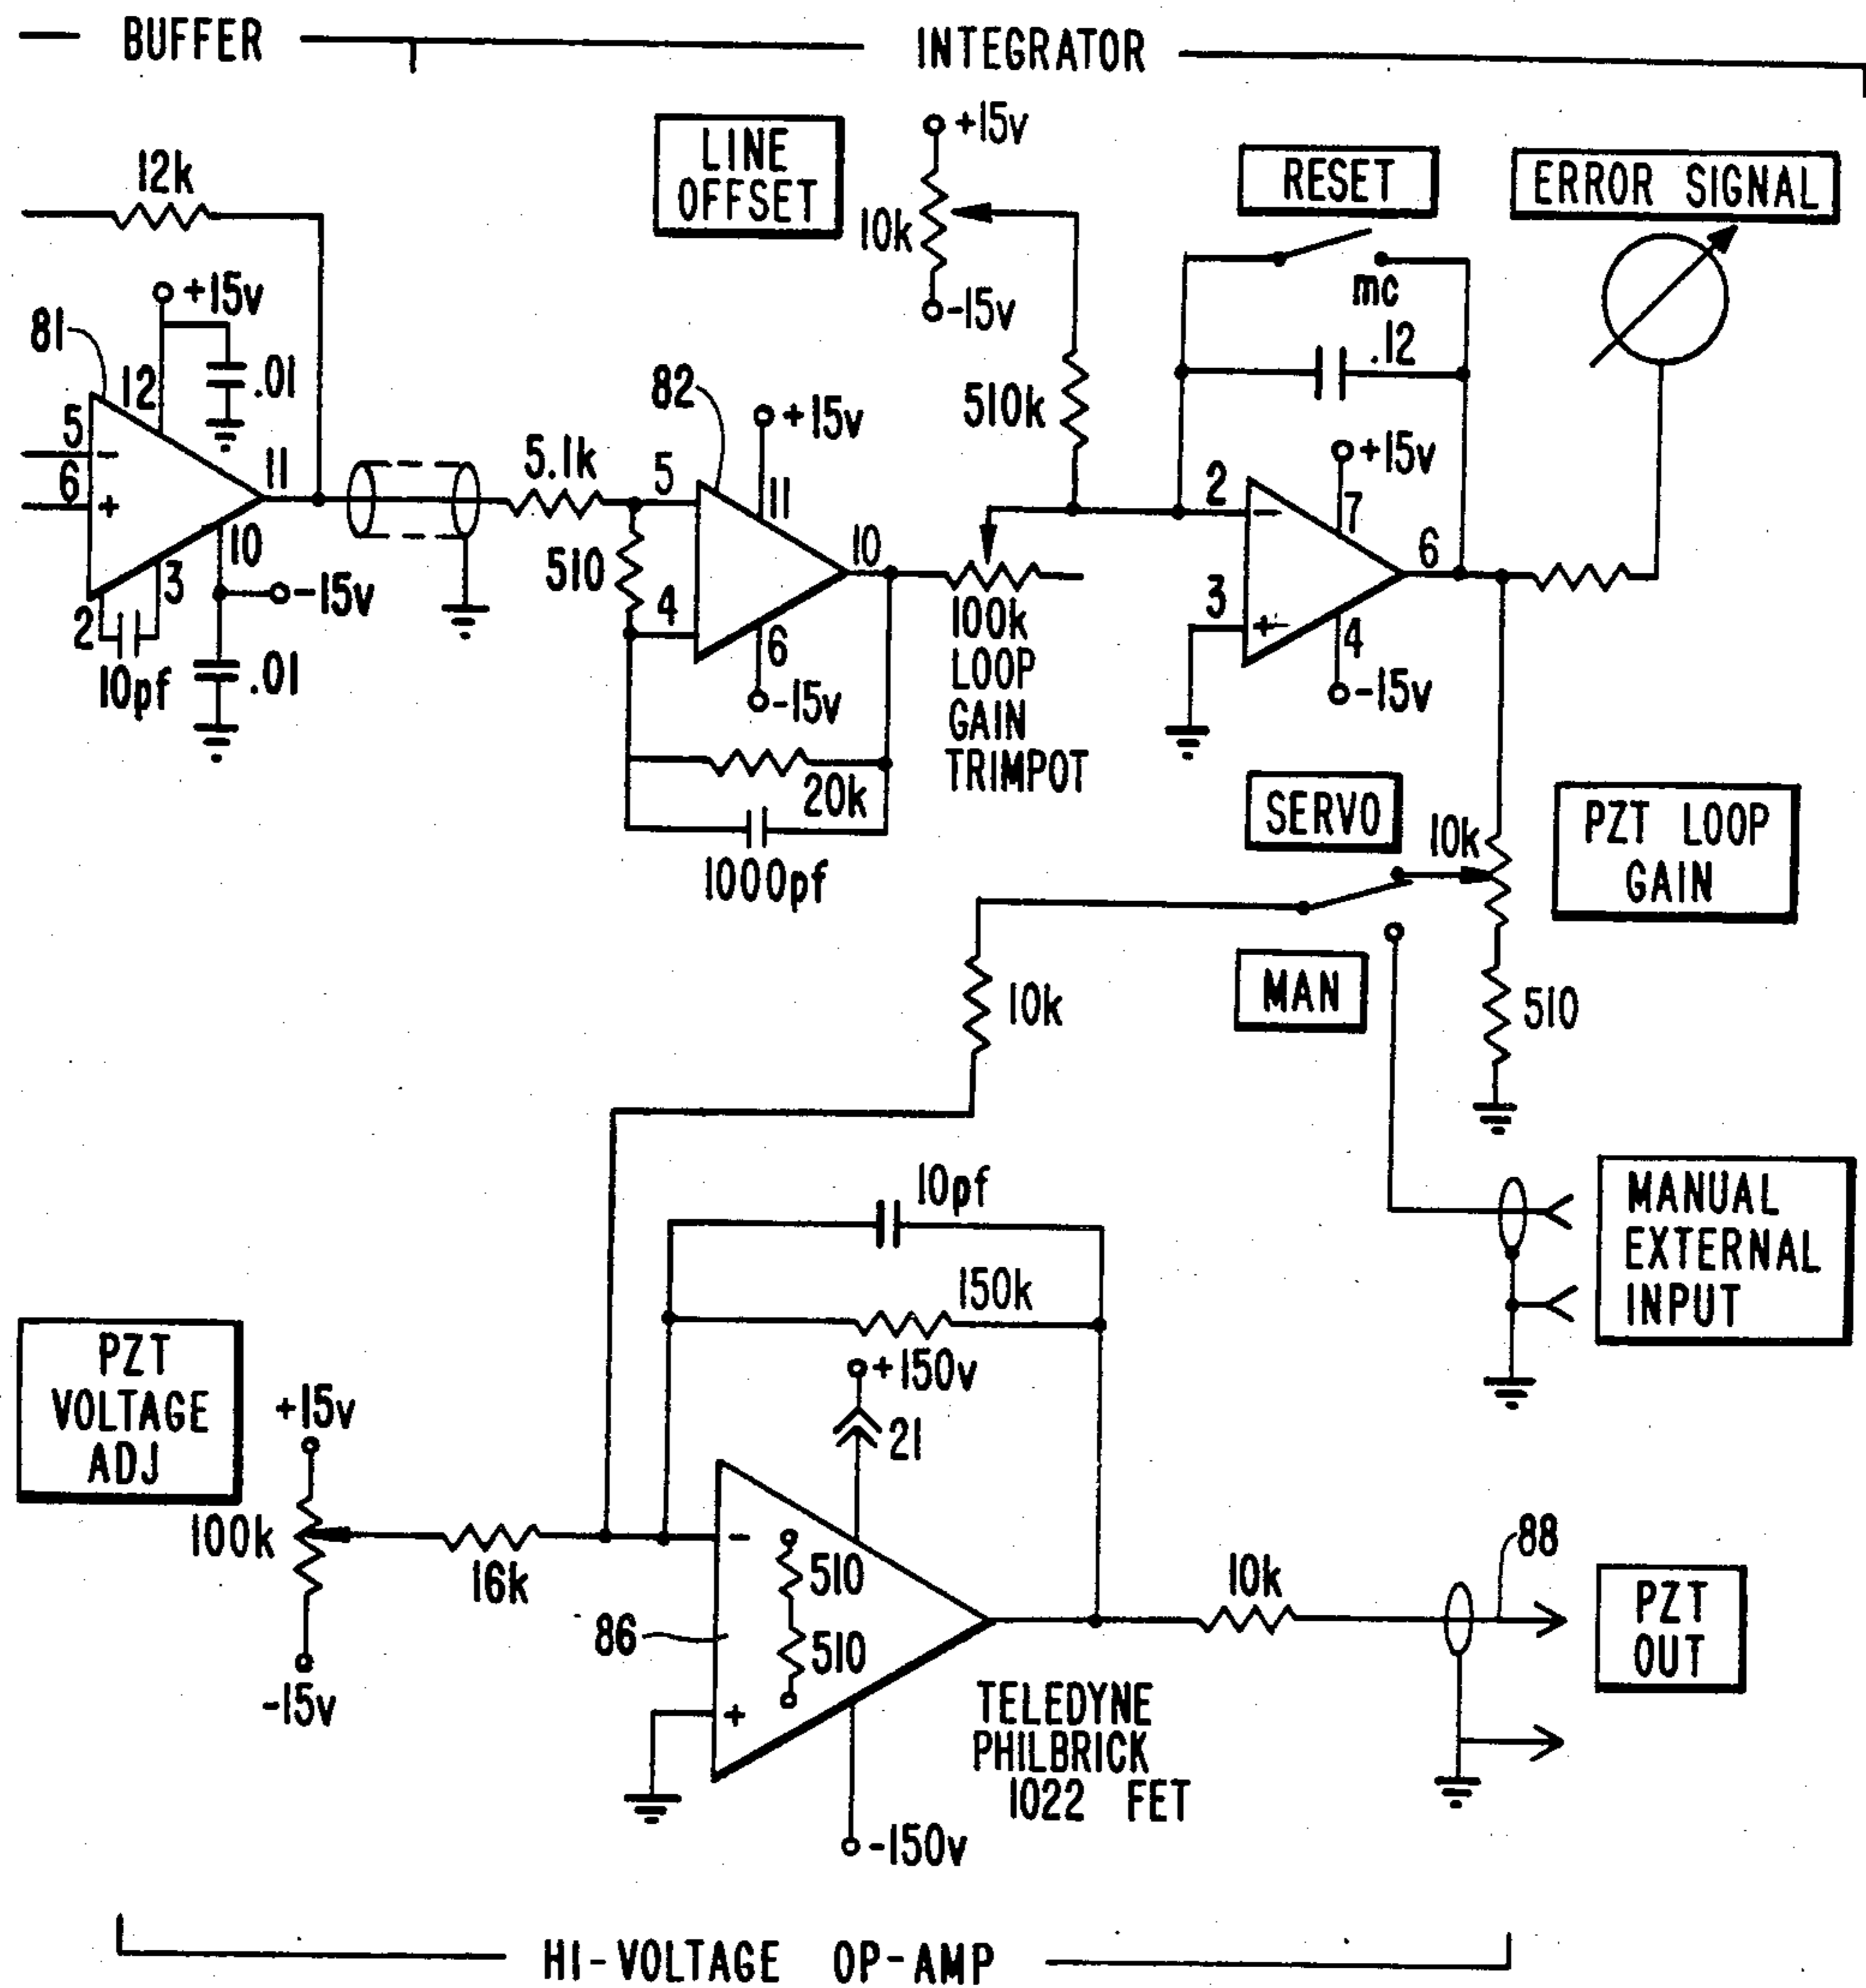 BUFFER
INTEGRATOR
LINE
OFFSET
+15v
10k
-15v
RESET
ERROR SIGNAL
12k
mc
.12
81
+15v
12
.01
5
-
6
+
11
10
3
-15v
2
10pf
.01
5.1k
82
5
+15v
11
510
4
10
6
-15v
20k
1000pf
510k
100k
LOOP
GAIN
TRIMPOT
2
-
+15v
7
6
3
+
4
-15v
SERVO
10k
PZT LOOP
GAIN
MAN
10k
510
MANUAL
EXTERNAL
INPUT
10pf
150k
+150v
21
PZT
VOLTAGE
ADJ
+15v
100k
-15v
16k
-
510
510
+
86
-150v
TELEDYNE
PHILBRICK
1022 FET
10k
88
PZT
OUT
HI-VOLTAGE OP-AMP